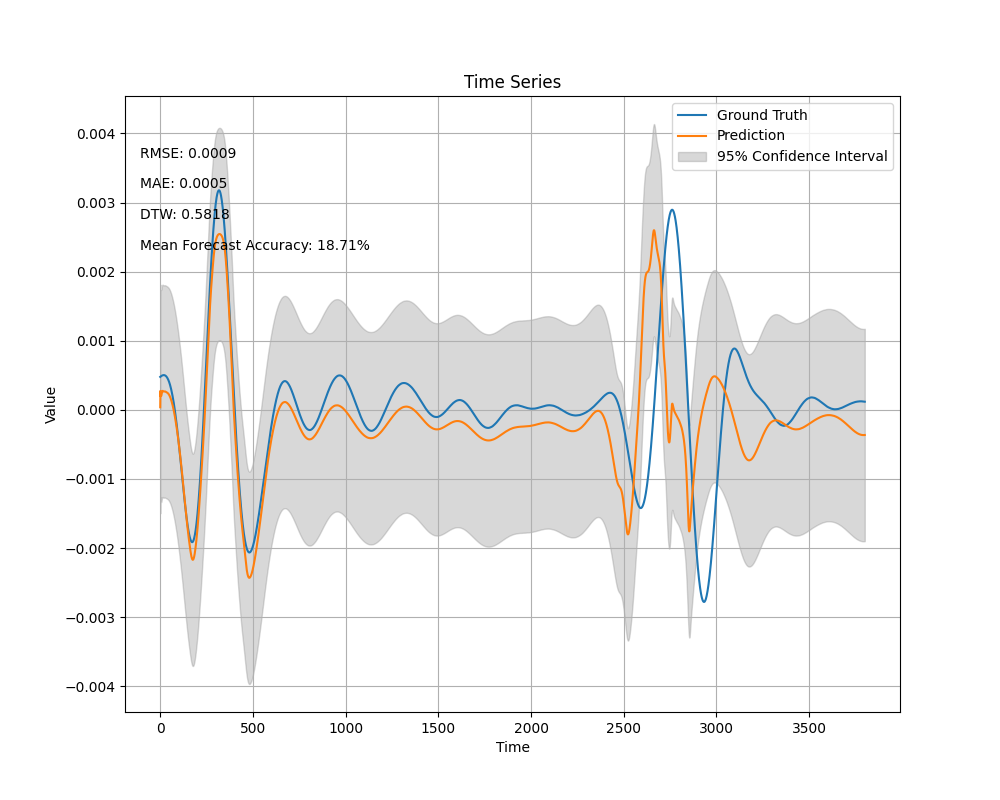 Time Series
Ground Truth
Prediction
95% Confidence Interval
RMSE: 0.0009
MAE: 0.0005
DTW: 0.5818
Mean Forecast Accuracy: 18.71%
0.004
0.003
0.002
0.001
0.000
−0.001
−0.002
−0.003
−0.004
Value
0 500 1000 1500 2000 2500 3000 3500
Time